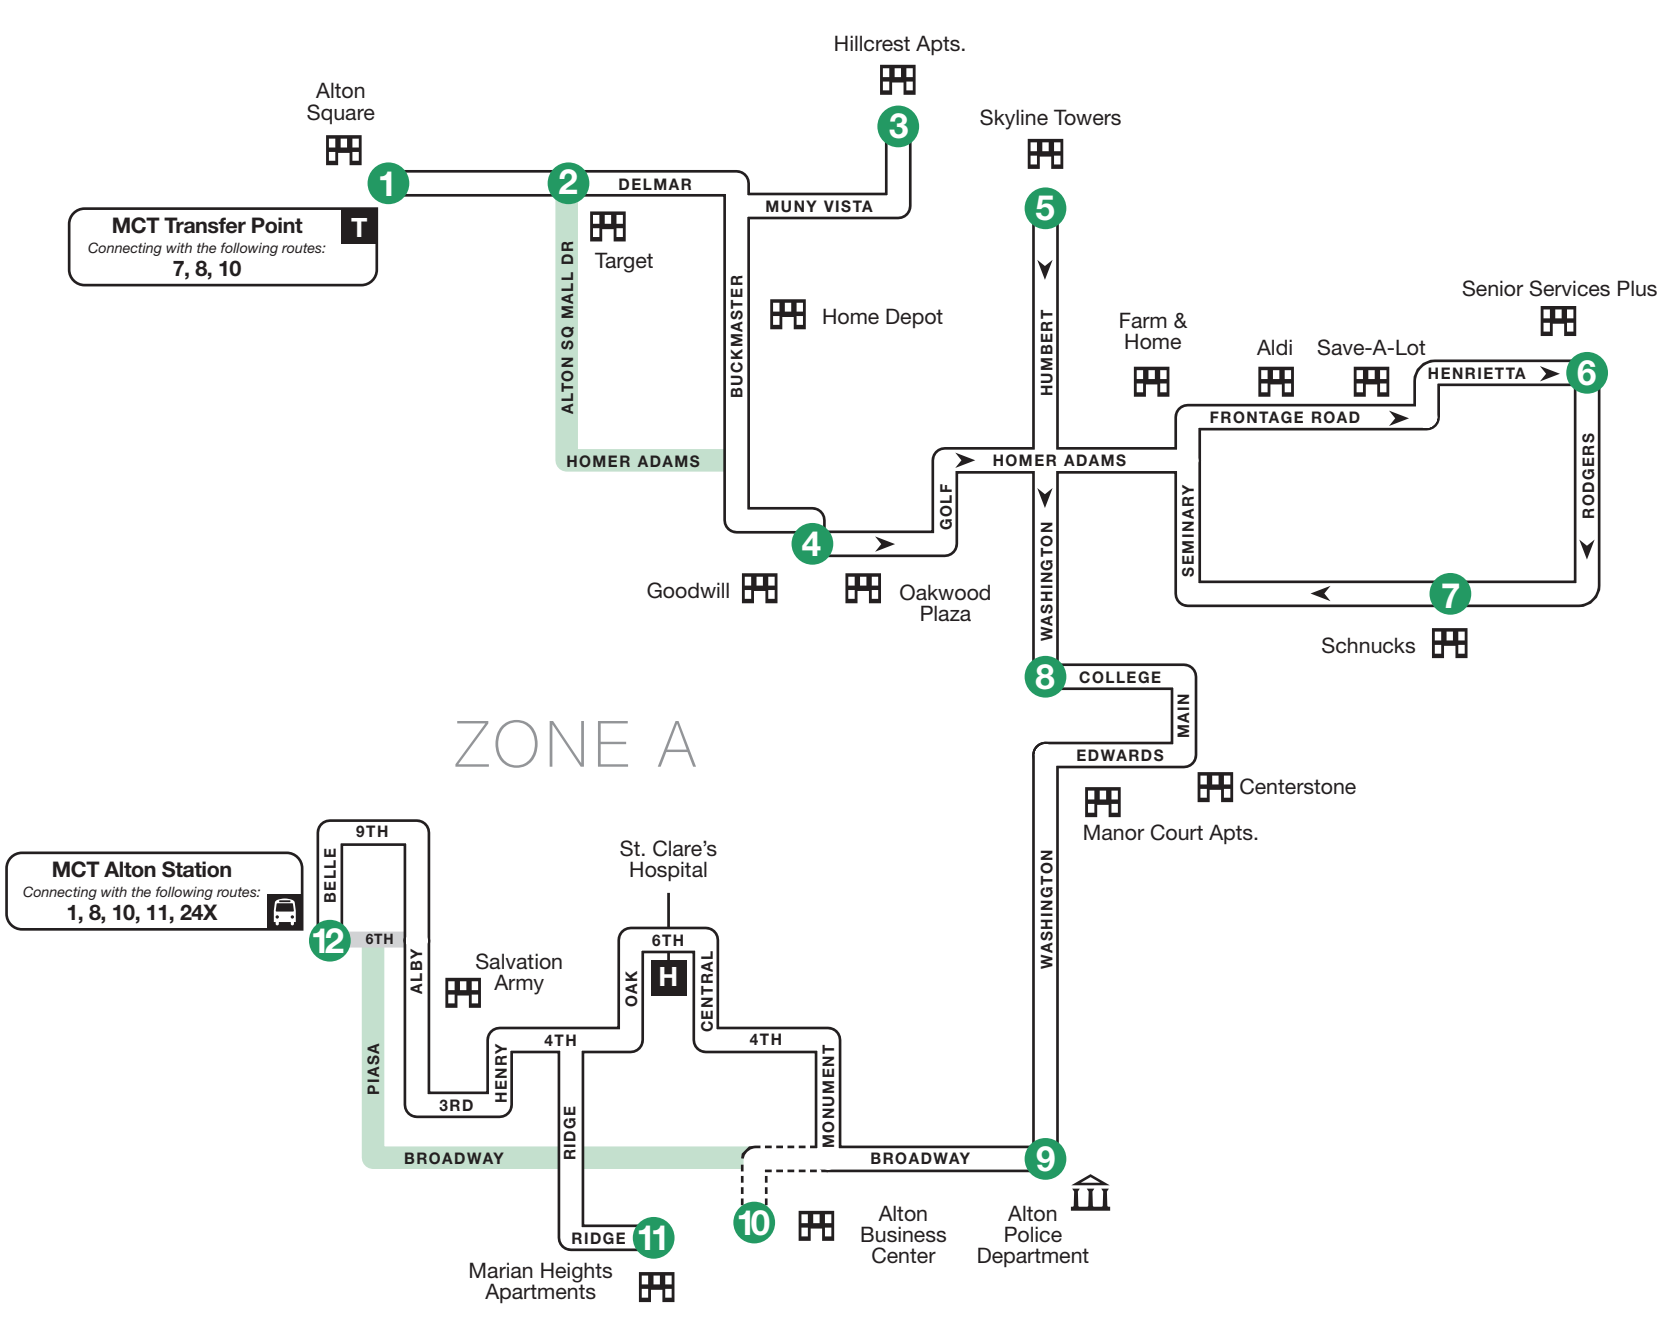 Hillcrest Apts.
3
Alton
Square
1
2
DELMAR
MUNY VISTA
MCT Transfer Point
T
Connecting with the following routes:
7, 8, 10
ALTON SQ MALL DR
Target
Skyline Towers
5
BUCKMASTER
Home Depot
HUMBERT
Farm &
Home
Aldi
Save-A-Lot
Senior Services Plus
HENRIETTA
6
FRONTAGE ROAD
HOMER ADAMS
HOMER ADAMS
GOLF
SEMINARY
RODGERS
4
WASHINGTON
Goodwill
Oakwood
Plaza
7
Schnucks
8
COLLEGE
MAIN
EDWARDS
ZONE A
Centerstone
Manor Court Apts.
9TH
BELLE
MCT Alton Station
Connecting with the following routes:
1, 8, 10, 11, 24X
12
6TH
ALBY
Salvation
Army
St. Clare's
Hospital
6TH
H
OAK
CENTRAL
WASHINGTON
4TH
4TH
PIASA
HENRY
3RD
RIDGE
MONUMENT
BROADWAY
BROADWAY
9
10
Alton
Business
Center
Alton
Police
Department
RIDGE
11
Marian Heights
Apartments